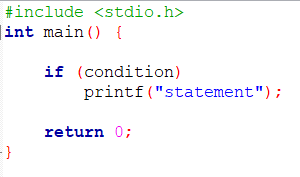 #include <stdio.h>
int main() {
if (condition)
printf("statement");
return 0;
}